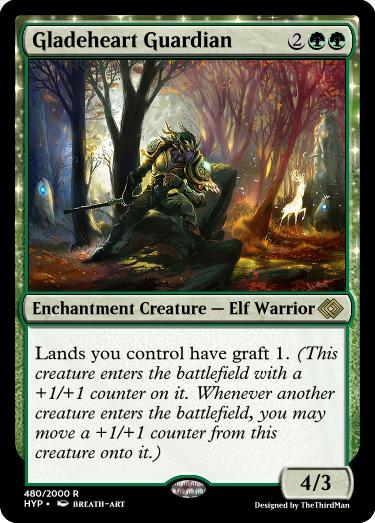 Gladeheart Guardian 2
Enchantment Creature — Elf Warrior
Lands you control have graft 1. (This
creature enters the battlefield with a
+1/+1 counter on it. Whenever another
creature enters the battlefield, you may
move a +1/+1 counter from this
creature onto it.)
4/3
480/2000 R
HYP • BREATH-ART
Designed by TheThirdMan